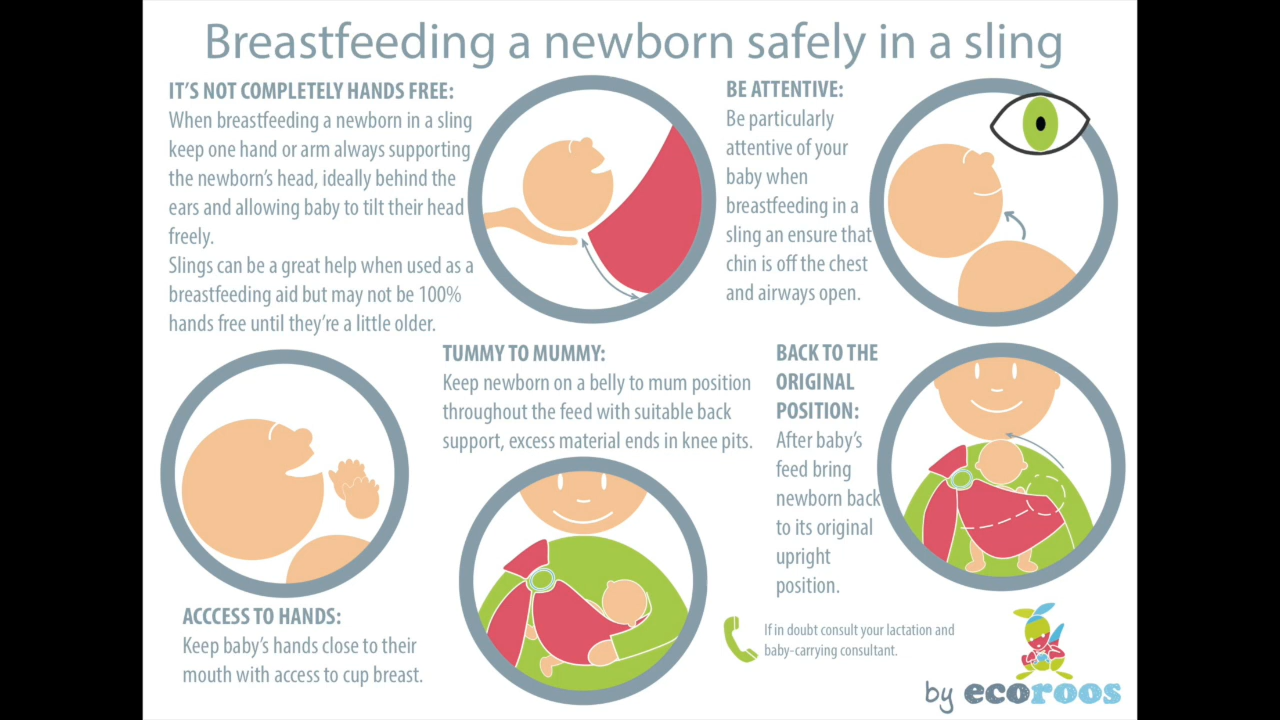 Breastfeeding a newborn safely in a sling
IT'S NOT COMPLETELY HANDS FREE:
When breastfeeding a newborn in a sling
keep one hand or arm always supporting
the newborn's head, ideally behind the
ears and allowing baby to tilt their head
freely.
Slings can be a great help when used as a
breastfeeding aid but may not be 100%
hands free until they're a little older.
BE ATTENTIVE:
Be particularly
attentive of your
baby when
breastfeeding in a
sling an ensure that
chin is off the chest
and airways open.
ACCCESS TO HANDS:
Keep baby's hands close to their
mouth with access to cup breast.
TUMMY TO MUMMY:
Keep newborn on a belly to mum position
throughout the feed with suitable back
support, excess material ends in knee pits.
BACK TO THE
ORIGINAL
POSITION:
After baby's
feed bring
newborn back
to its original
upright
position.
If in doubt consult your lactation and
baby-carrying consultant.
by ecoroos